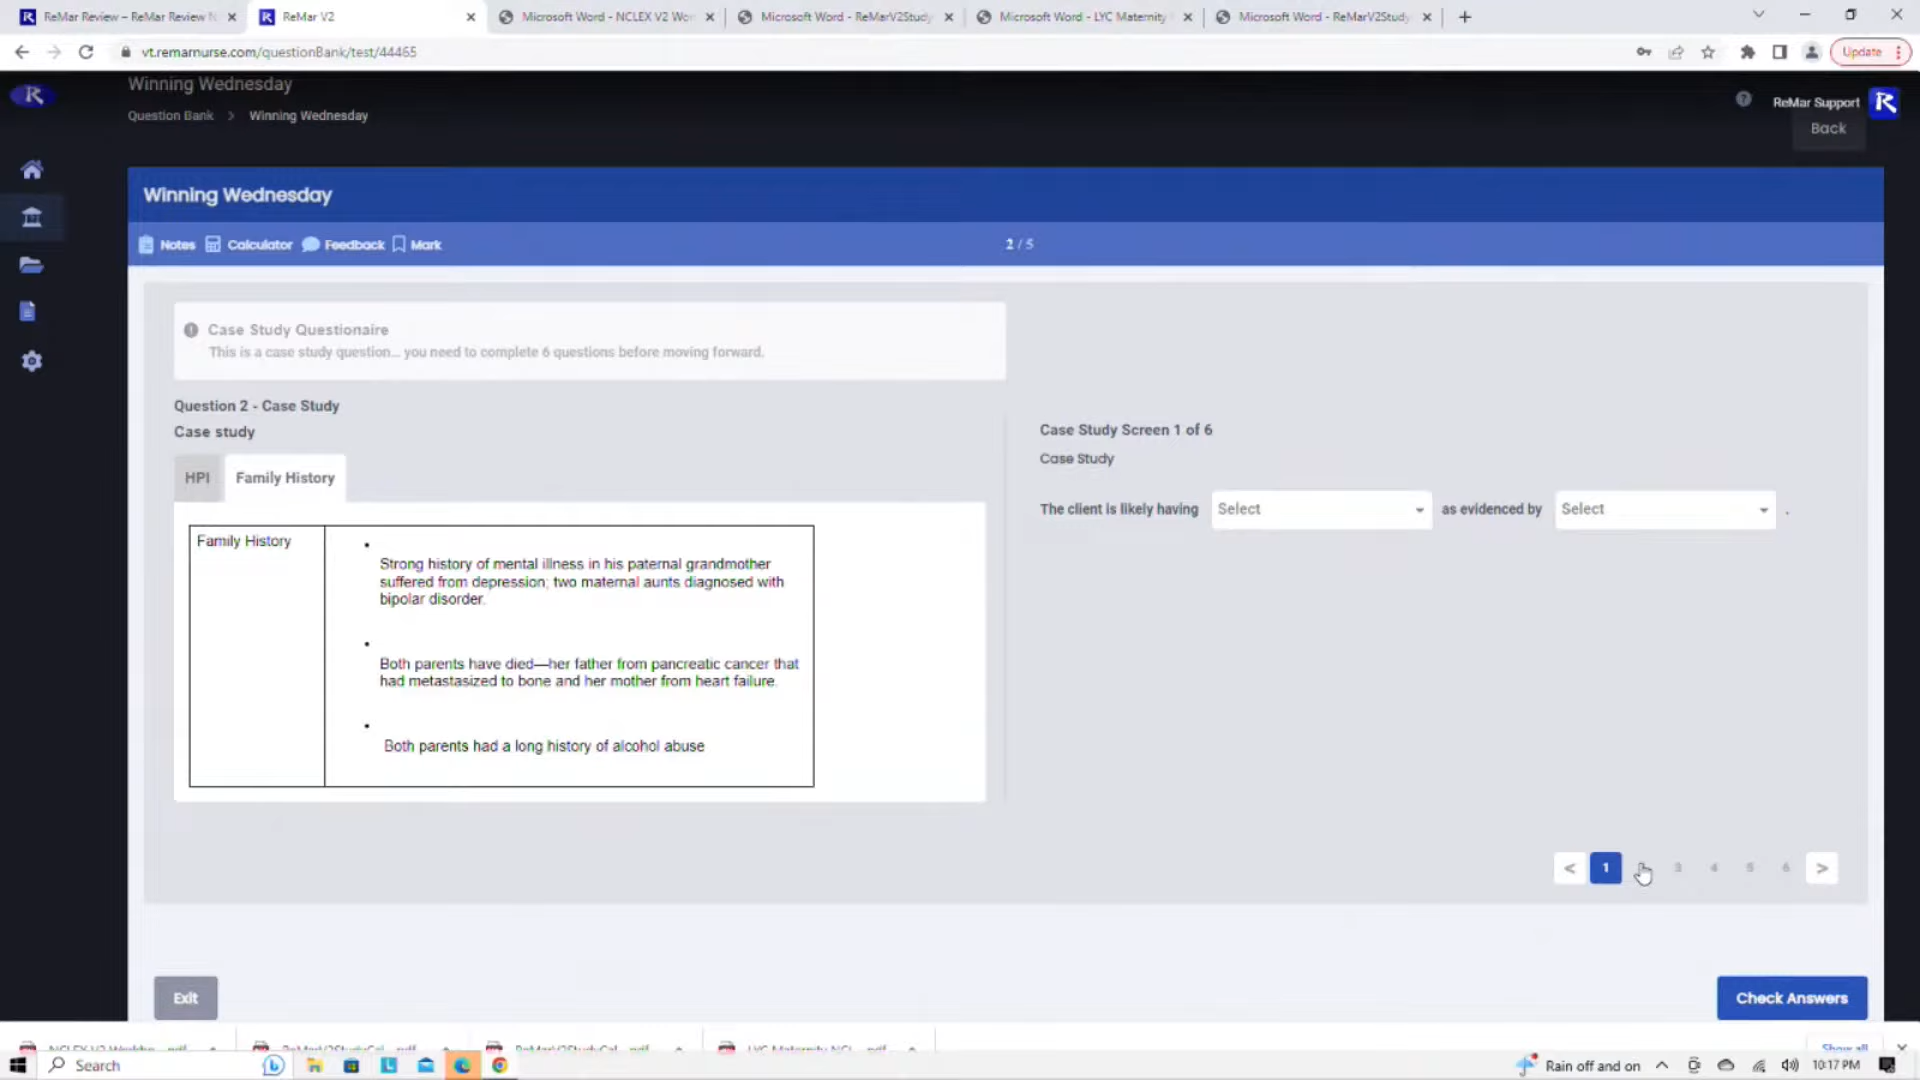 ReMar Review – ReMar Review N
ReMar V2
Microsoft Word - NCLEX V2 Wor
Microsoft Word - ReMarV2Study
Microsoft Word - LYC Maternity
Microsoft Word - ReMarV2Study
vt.remarnurse.com/questionBank/test/44465
Update
R
Winning Wednesday
Question Bank > Winning Wednesday
ReMar Support
R
Back
Winning Wednesday
Notes Calculator Feedback Mark
2 / 5
Case Study Questionaire
This is a case study question... you need to complete 6 questions before moving forward.
Question 2 - Case Study
Case study
HPI Family History
Family History
Strong history of mental illness in his paternal grandmother
suffered from depression; two maternal aunts diagnosed with
bipolar disorder.
Both parents have died—her father from pancreatic cancer that
had metastasized to bone and her mother from heart failure.
Both parents had a long history of alcohol abuse
Case Study Screen 1 of 6
Case Study
The client is likely having Select as evidenced by Select .
< 1 3 4 5 6 >
Exit
Check Answers
Show all
Search
Rain off and on
10:17 PM